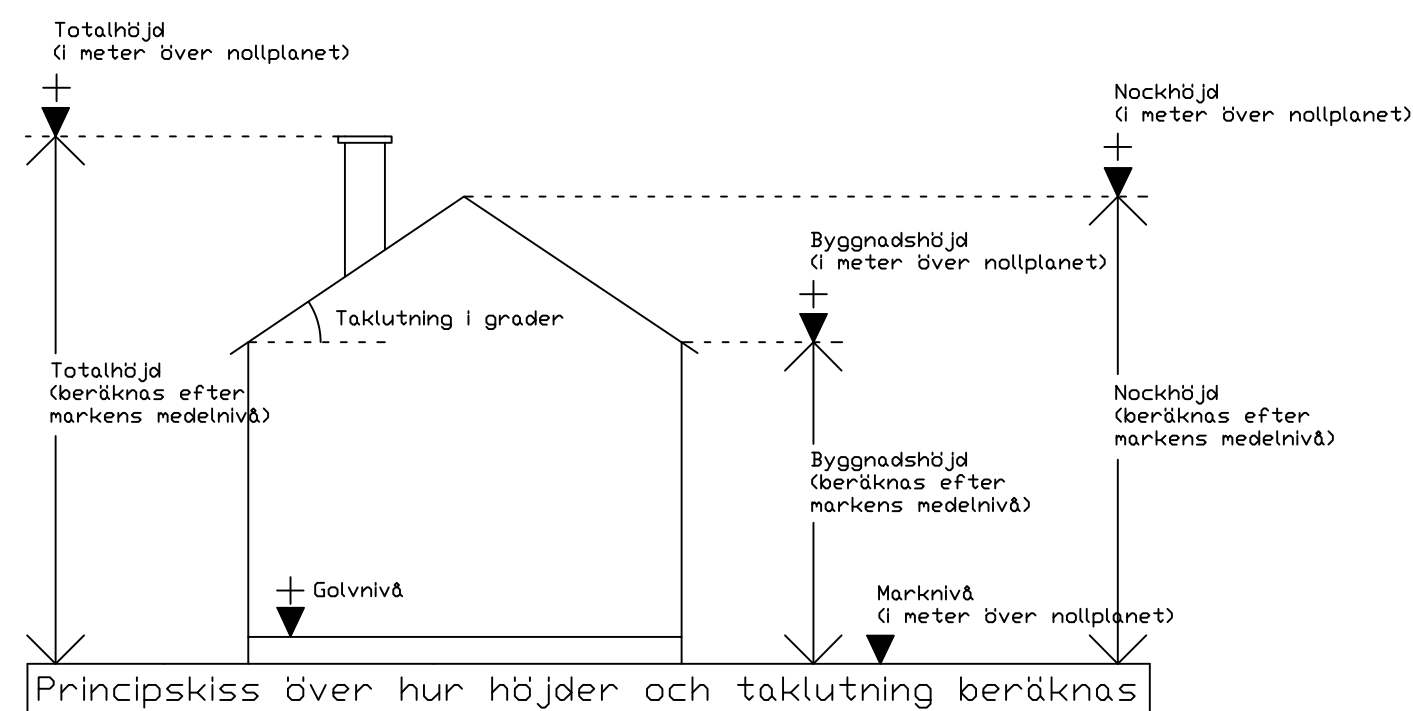 Totalhöjd
(i meter över nollplanet)
Nockhöjd
(i meter över nollplanet)
Byggnadshöjd
(i meter över nollplanet)
Taklutning i grader
Totalhöjd
(beräknas efter
markens medelnivå)
Nockhöjd
(beräknas efter
markens medelnivå)
Byggnadshöjd
(beräknas efter
markens medelnivå)
Golvnivå
Marknivå
(i meter över nollplanet)
Principskiss över hur höjder och taklutning beräknas